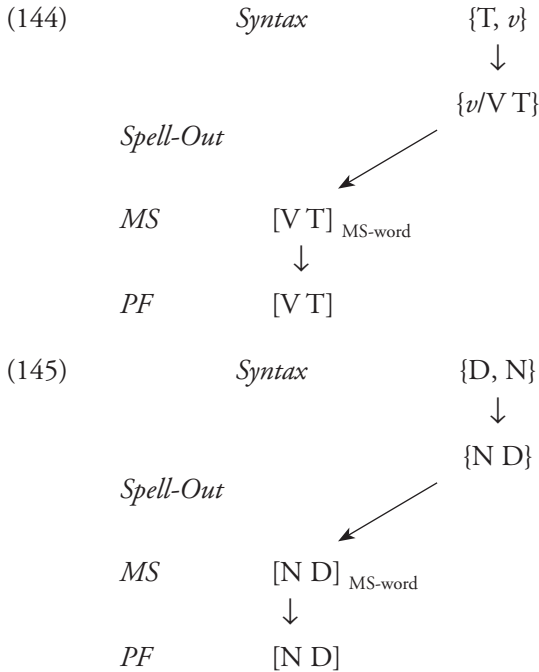 (144) Syntax {T, v}
↓
{v/V T}
Spell-Out
MS [V T] MS-word
↓
PF [V T]
(145) Syntax {D, N}
↓
{N D}
Spell-Out
MS [N D] MS-word
↓
PF [N D]